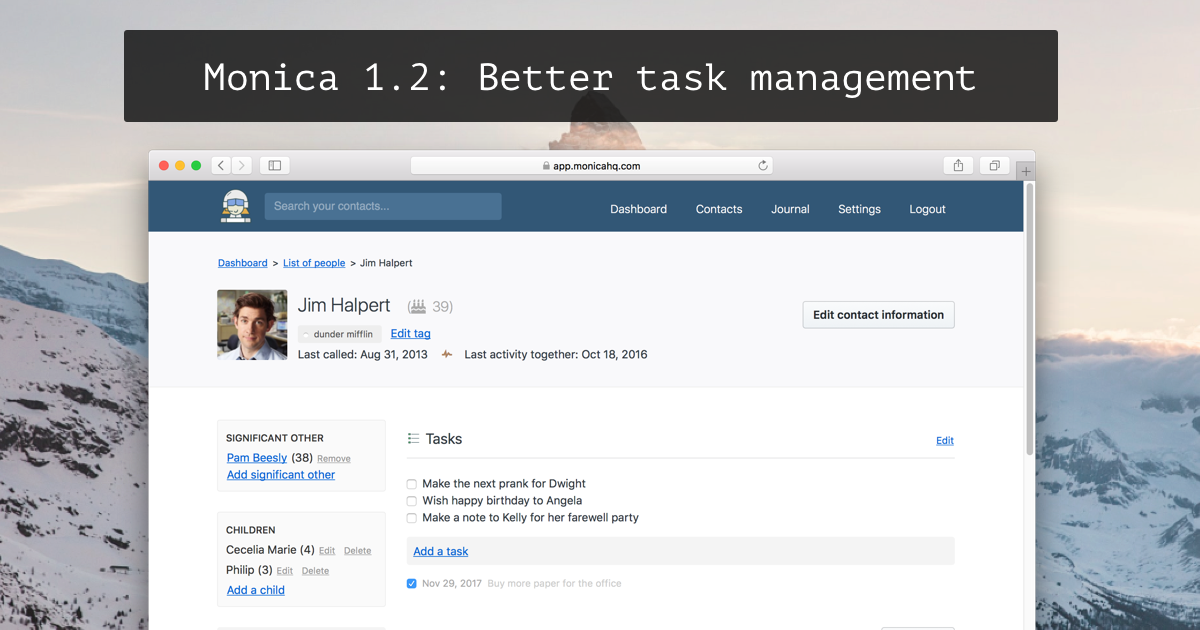 Monica 1.2: Better task management
app.monicahq.com
Search your contacts...
Dashboard Contacts Journal Settings Logout
Dashboard > List of people > Jim Halpert
Jim Halpert (39)
Edit contact information
dunder mifflin Edit tag
Last called: Aug 31, 2013 Last activity together: Oct 18, 2016
SIGNIFICANT OTHER
Pam Beesly (38) Remove
Add significant other
CHILDREN
Cecelia Marie (4) Edit Delete
Philip (3) Edit Delete
Add a child
Tasks Edit
Make the next prank for Dwight
Wish happy birthday to Angela
Make a note to Kelly for her farewell party
Add a task
Nov 29, 2017 Buy more paper for the office